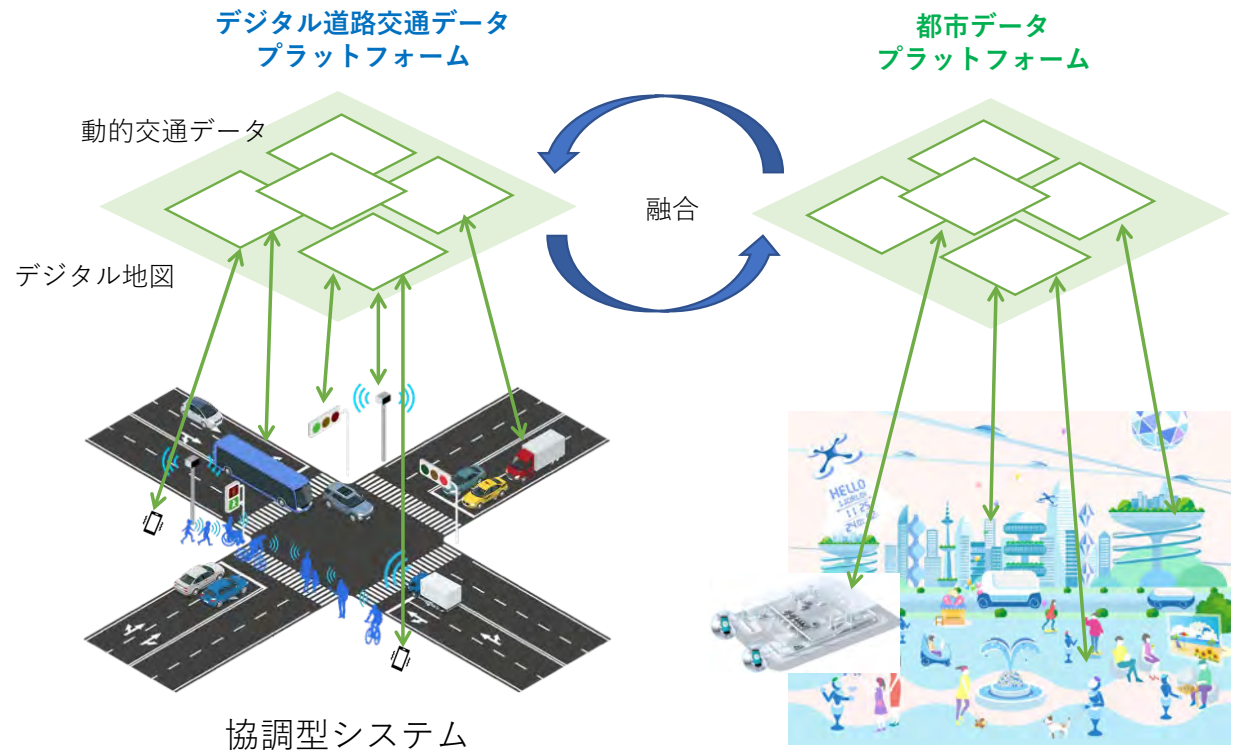 デジタル道路交通データ
プラットフォーム
都市データ
プラットフォーム
動的交通データ
融合
デジタル地図
HELLO
WORLD!
協調型システム